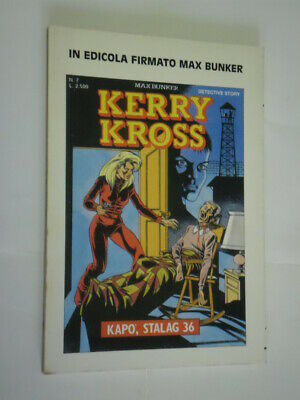 IN EDICOLA FIRMATO MAX BUNKER
N. 7
L. 2.500
MAX BUNKER
DETECTIVE STORY
KERRY
KROSS
KAPÒ, STALAG 36